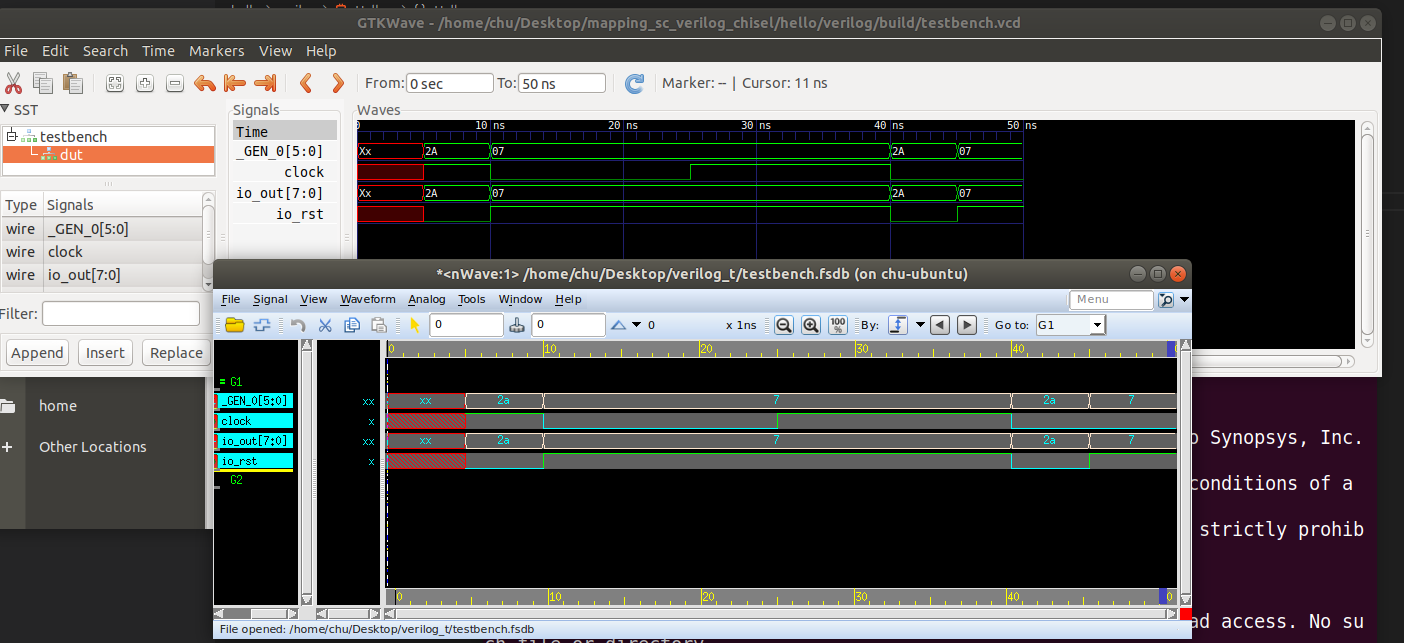 GTKWave - /home/chu/Desktop/mapping_sc_verilog_chisel/hello/verilog/build/testbench.vcd
File Edit Search Time Markers View Help
From: 0 sec To: 50 ns Marker: -- | Cursor: 11 ns
SST
testbench
dut
Type Signals
wire _GEN_0[5:0]
wire clock
wire io_out[7:0]
Filter:
Append Insert Replace
Signals
Time
_GEN_0[5:0]
clock
io_out[7:0]
io_rst
Waves
0 10 ns 20 ns 30 ns 40 ns 50 ns
Xx 2A 07 2A 07
Xx 2A 07 2A 07
home
Other Locations
*<nWave:1> /home/chu/Desktop/verilog_t/testbench.fsdb (on chu-ubuntu)
File Signal View Waveform Analog Tools Window Help Menu
0 0 0 x 1ns 100 % By: Go to: G1
0 10 20 30 40 0
G1
_GEN_0[5:0] xx xx 2a 7 2a 7
clock x
io_out[7:0] xx xx 2a 7 2a 7
io_rst x
G2
0 10 20 30 40 0
File opened: /home/chu/Desktop/verilog_t/testbench.fsdb
o Synopsys, Inc.
conditions of a
strictly prohib
ad access. No su
ch file or directory